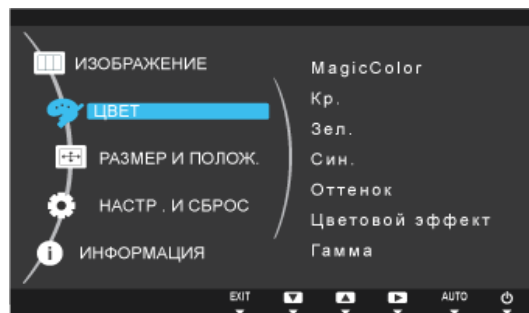 ИЗОБРАЖЕНИЕ
ЦВЕТ
РАЗМЕР И ПОЛОЖ.
НАСТР . И СБРОС
ИНФОРМАЦИЯ
MagicColor
Кр.
Зел.
Син.
Оттенок
Цветовой эффект
Гамма
EXIT AUTO